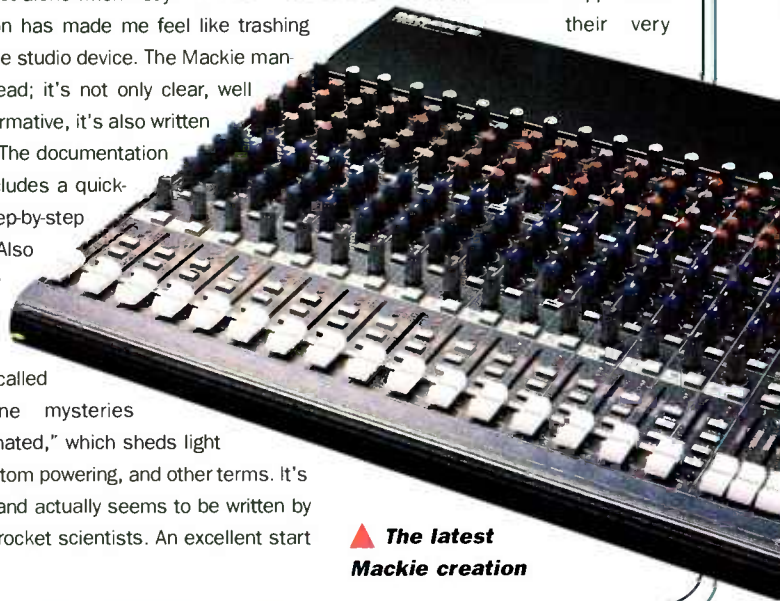 on has made me feel like trashing
e studio device. The Mackie man-
ead; it's not only clear, well
rmative, it's also written
The documentation
cludes a quick-
ep-by-step
Also
called
ne mysteries
nated," which sheds light
tom powering, and other terms. It's
and actually seems to be written by
rocket scientists. An excellent start
their very
The latest
Mackie creation